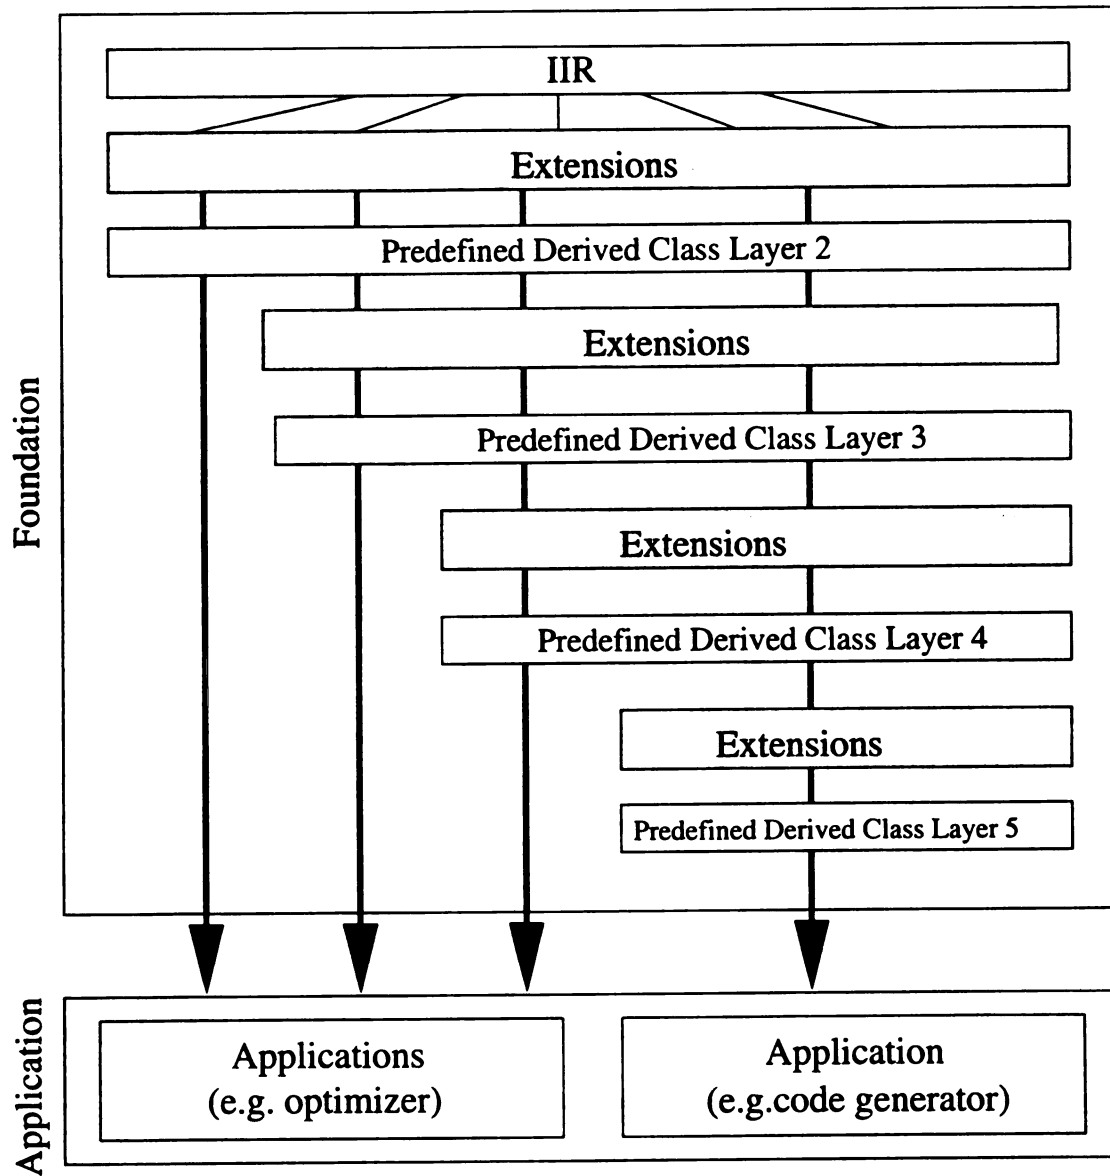 IIR
Extensions
Predefined Derived Class Layer 2
Extensions
Predefined Derived Class Layer 3
Extensions
Predefined Derived Class Layer 4
Extensions
Predefined Derived Class Layer 5
Foundation
Applications
(e.g. optimizer)
Application
(e.g.code generator)
Application